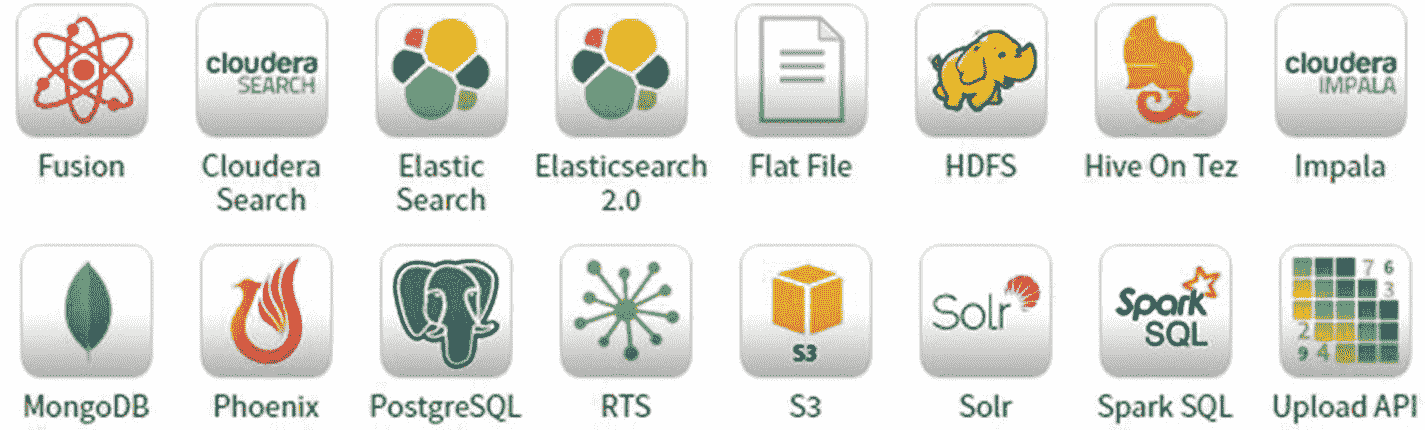 cloudera
SEARCH
cloudera
IMPALA
Fusion
Cloudera
Search
Elastic
Search
Elasticsearch
2.0
Flat File
HDFS
Hive On Tez
Impala
S3
Solr
Spark
SQL
7 6
3
2
9 4
MongoDB
Phoenix
PostgreSQL
RTS
S3
Solr
Spark SQL
Upload API